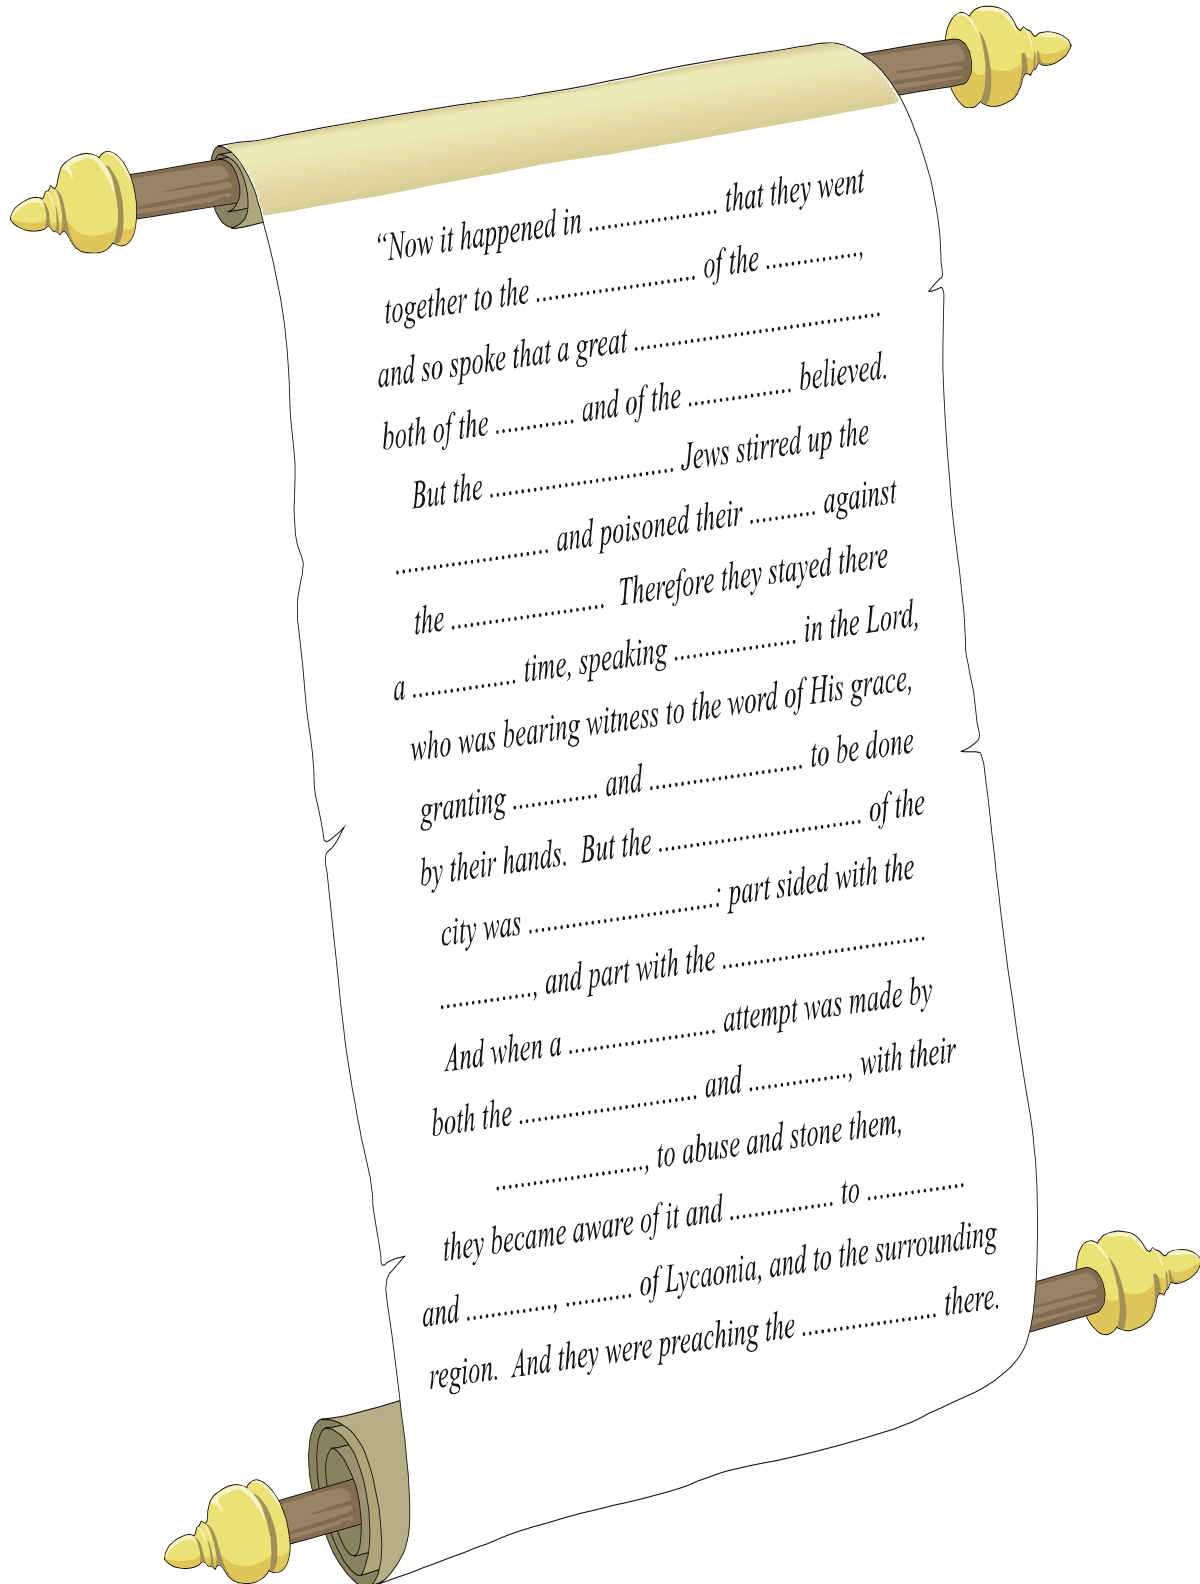 “Now it happened in ..................... that they went
together to the .......................... of the ...............,
and so spoke that a great ........................................
both of the ............. and of the ................. believed.
But the .............................. Jews stirred up the
......................... and poisoned their ........... against
the ......................... Therefore they stayed there
a ................. time, speaking .................... in the Lord,
who was bearing witness to the word of His grace,
granting .............. and ......................... to be done
by their hands. But the ................................. of the
city was ...............................: part sided with the
..............., and part with the .................................
And when a ........................ attempt was made by
both the ............................. and ................, with their
........................, to abuse and stone them,
they became aware of it and ................. to ................
and .............., ........... of Lycaonia, and to the surrounding
region. And they were preaching the ...................... there.